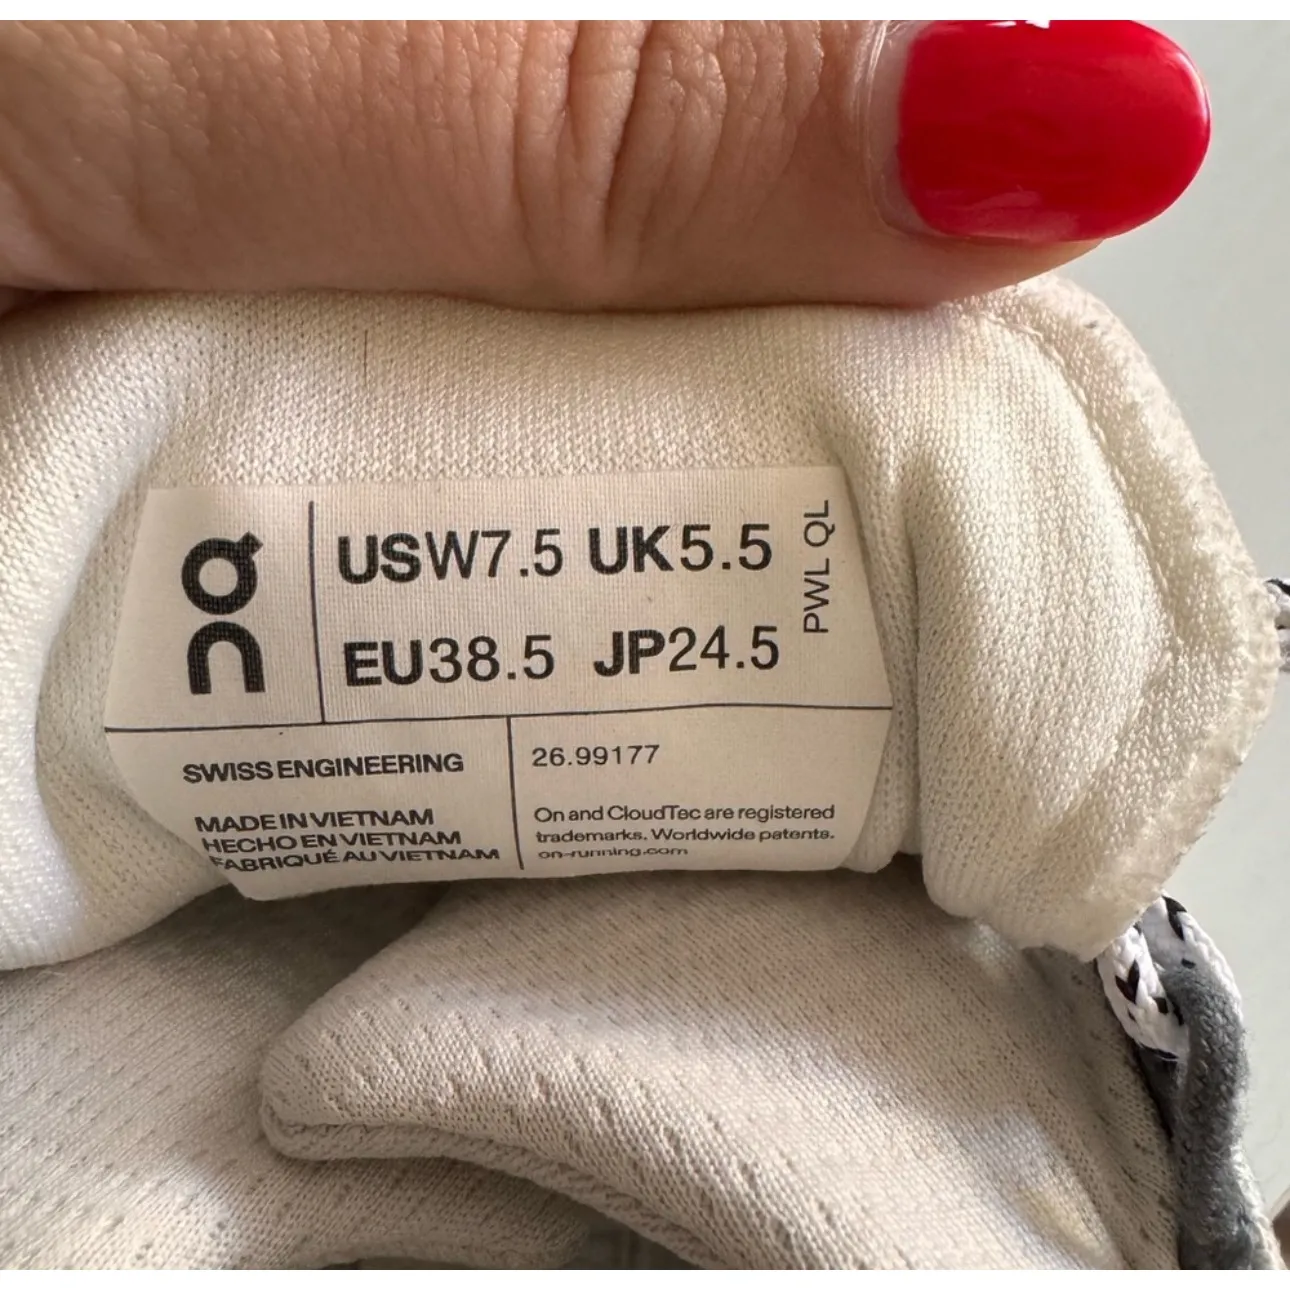 On
USW7.5 UK5.5
EU38.5 JP24.5
PWL QL
SWISS ENGINEERING
MADE IN VIETNAM
HECHO EN VIETNAM
FABRIQUÉ AU VIETNAM
26.99177
On and CloudTec are registered
trademarks. Worldwide patents.
on-running.com